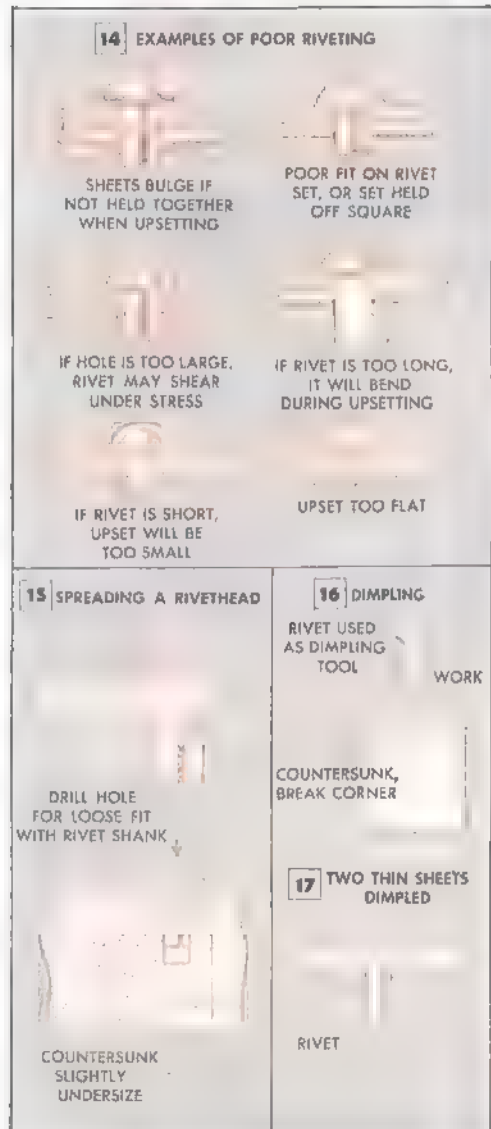 14 EXAMPLES OF POOR RIVETING
SHEETS BULGE IF
NOT HELD TOGETHER
WHEN UPSETTING
POOR FIT ON RIVET
SET, OR SET HELD
OFF SQUARE
IF HOLE IS TOO LARGE,
RIVET MAY SHEAR
UNDER STRESS
IF RIVET IS TOO LONG,
IT WILL BEND
DURING UPSETTING
IF RIVET IS SHORT,
UPSET WILL BE
TOO SMALL
UPSET TOO FLAT
15 SPREADING A RIVETHEAD
DRILL HOLE
FOR LOOSE FIT
WITH RIVET SHANK
COUNTERSUNK
SLIGHTLY
UNDERSIZE
16 DIMPLING
RIVET USED
AS DIMPLING
TOOL
WORK
COUNTERSUNK,
BREAK CORNER
17 TWO THIN SHEETS
DIMPLED
RIVET